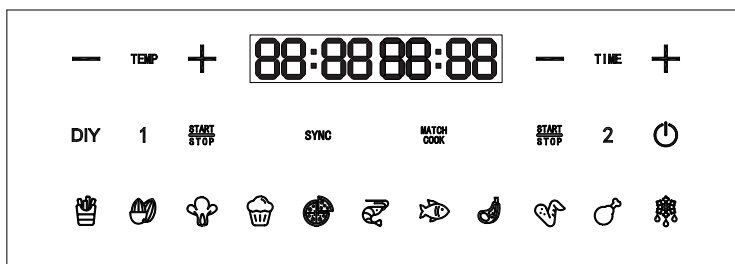 — TEMP + 88:88 88:88 — TIME +
DIY 1 START STOP SYNC MATCH COOK START STOP 2